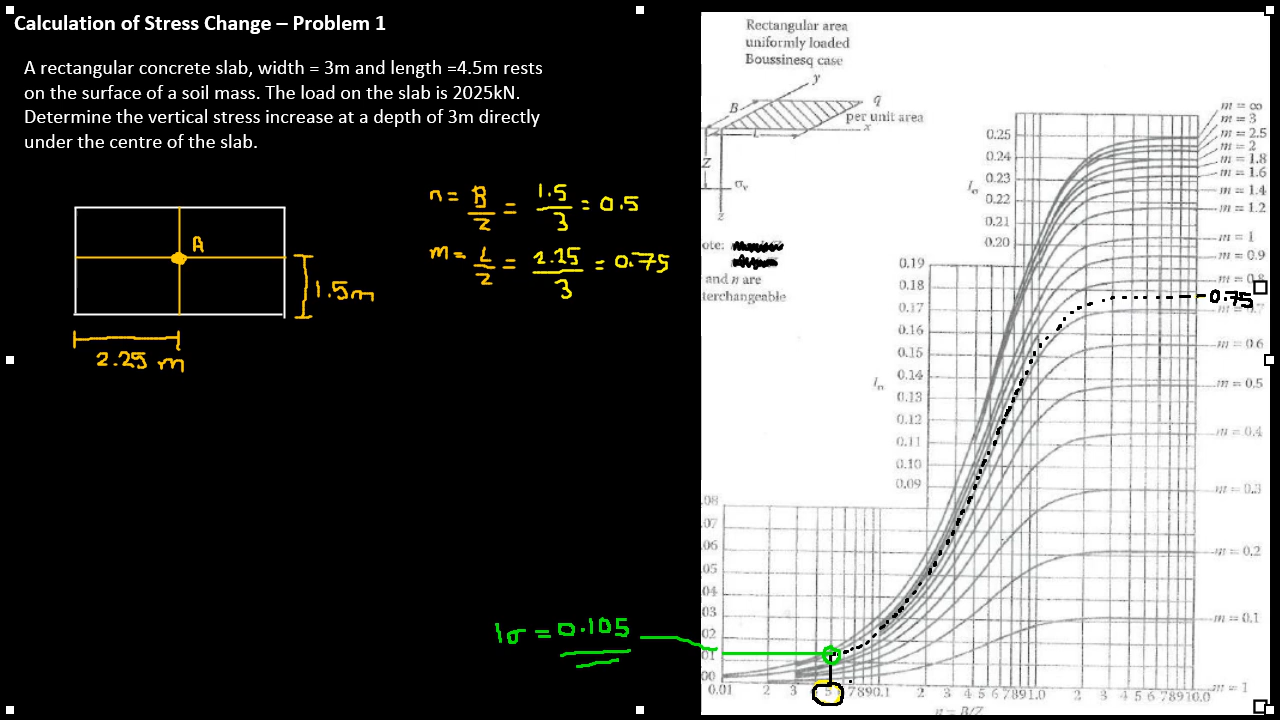 Calculation of Stress Change – Problem 1
A rectangular concrete slab, width = 3m and length =4.5m rests
on the surface of a soil mass. The load on the slab is 2025kN.
Determine the vertical stress increase at a depth of 3m directly
under the centre of the slab.
A
1.5m
2.25 m
n = B/Z = 1.5/3 = 0.5
m = L/Z = 2.25/3 = 0.75
Iσ = 0.105
Rectangular area
uniformly loaded
Boussinesq case
y
B
q
per unit area
x
L
Z
σv
z
ote:
and n are
terchangeable
m = ∞
m = 3
m = 2.5
m = 2
m = 1.8
m = 1.6
m = 1.4
m = 1.2
m = 1
m = 0.9
m = 0.8
0.75
m = 0.7
m = 0.6
m = 0.5
m = 0.4
m = 0.3
m = 0.2
m = 0.1
m = 1
Iσ
0.25
0.24
0.23
0.22
0.21
0.20
0.19
0.18
0.17
0.16
0.15
0.14
0.13
0.12
0.11
0.10
0.09
.08
.07
.06
.05
.04
.03
.02
.01
.00
0.01 2 3 5 7 8 9 0.1 2 3 4 5 6 7 8 9 1.0 2 3 4 5 6 7 8 9 10.0
n = B/Z